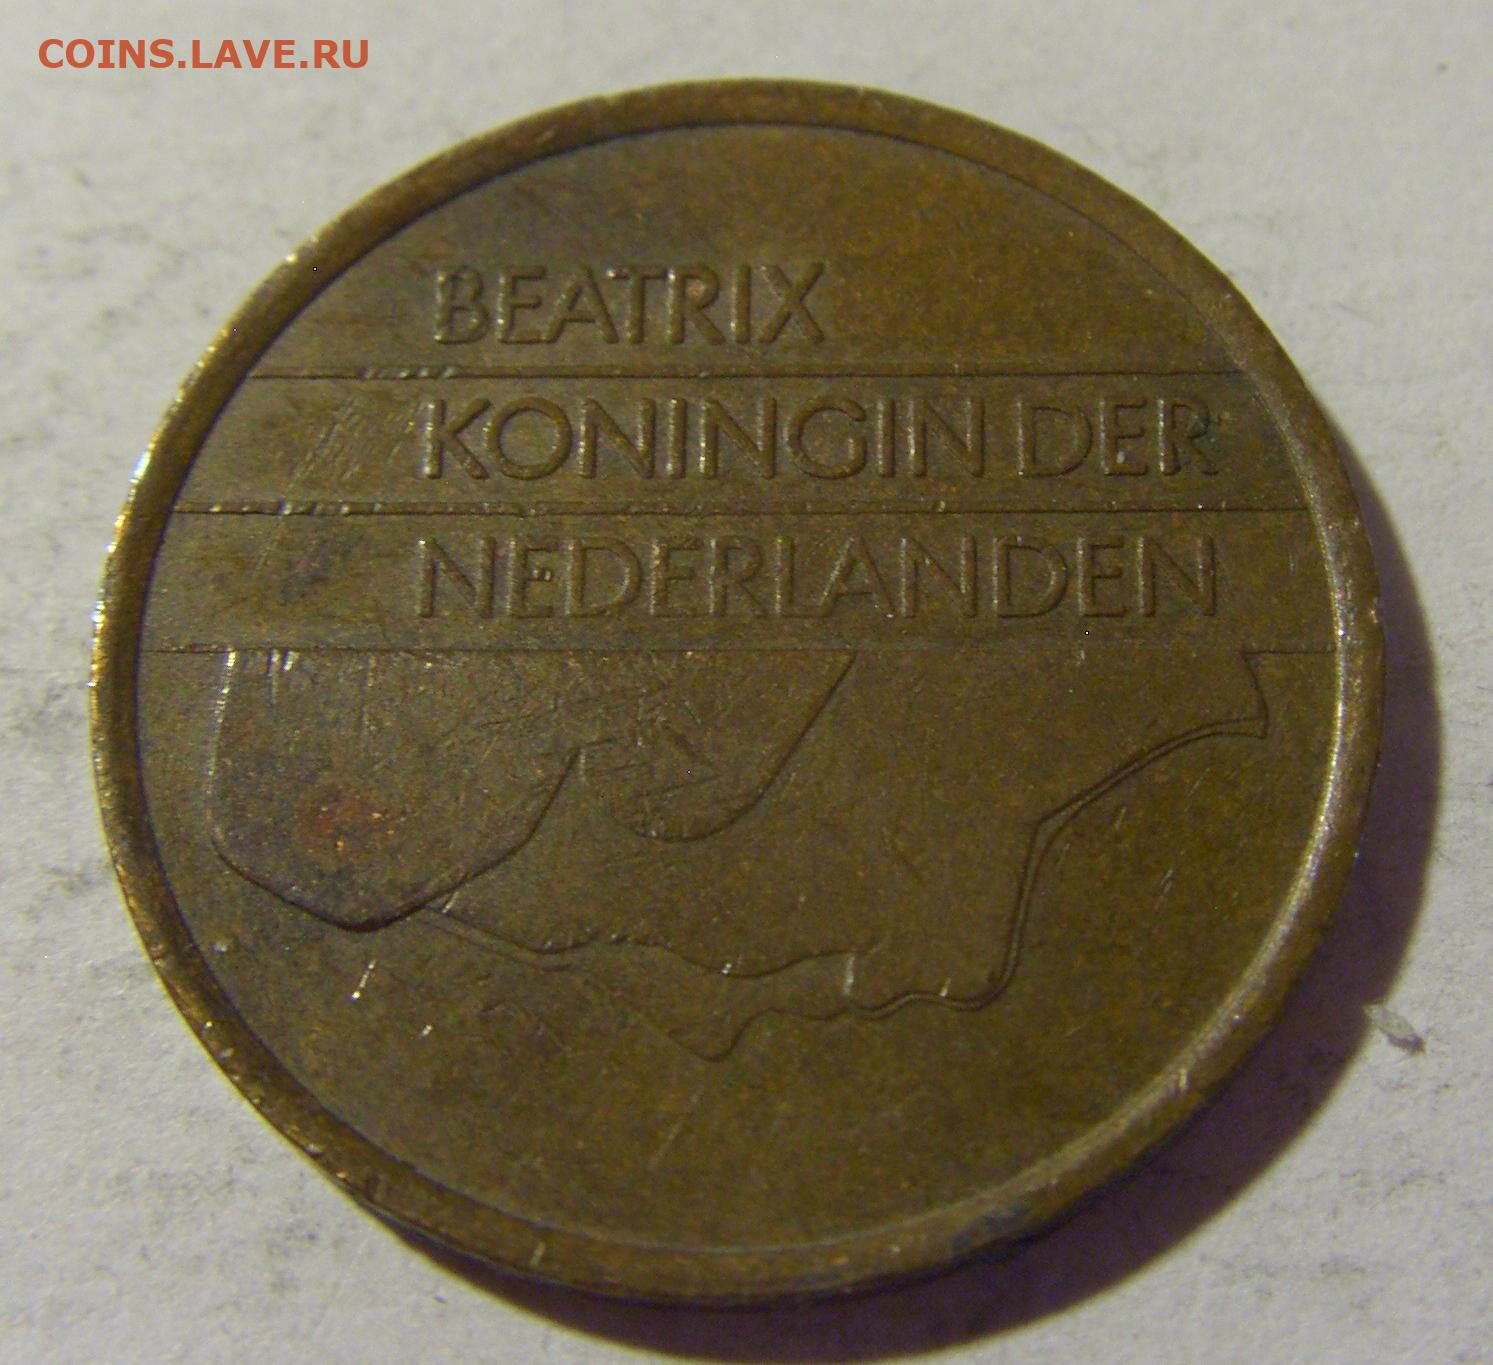 COINS.LAVE.RU
BEATRIX
KONINGIN DER
NEDERLANDEN